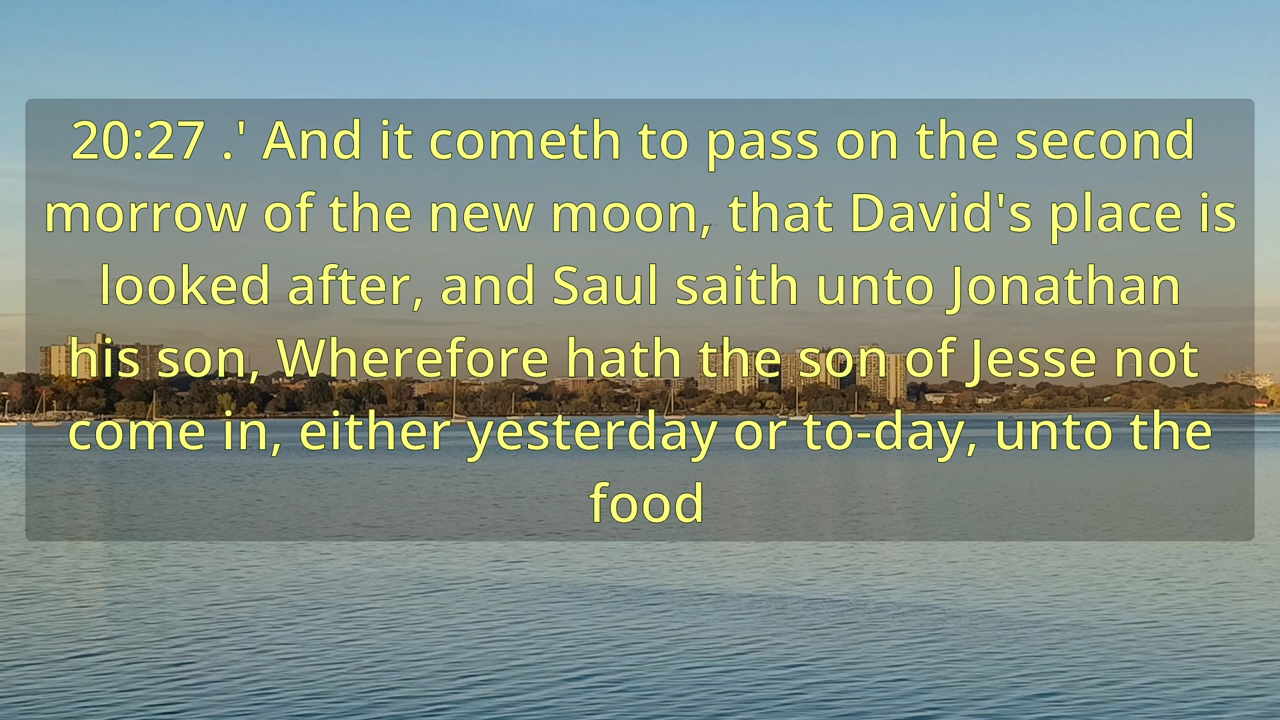 20:27 .' And it cometh to pass on the second
morrow of the new moon, that David's place is
looked after, and Saul saith unto Jonathan
his son, Wherefore hath the son of Jesse not
come in, either yesterday or to-day, unto the
food